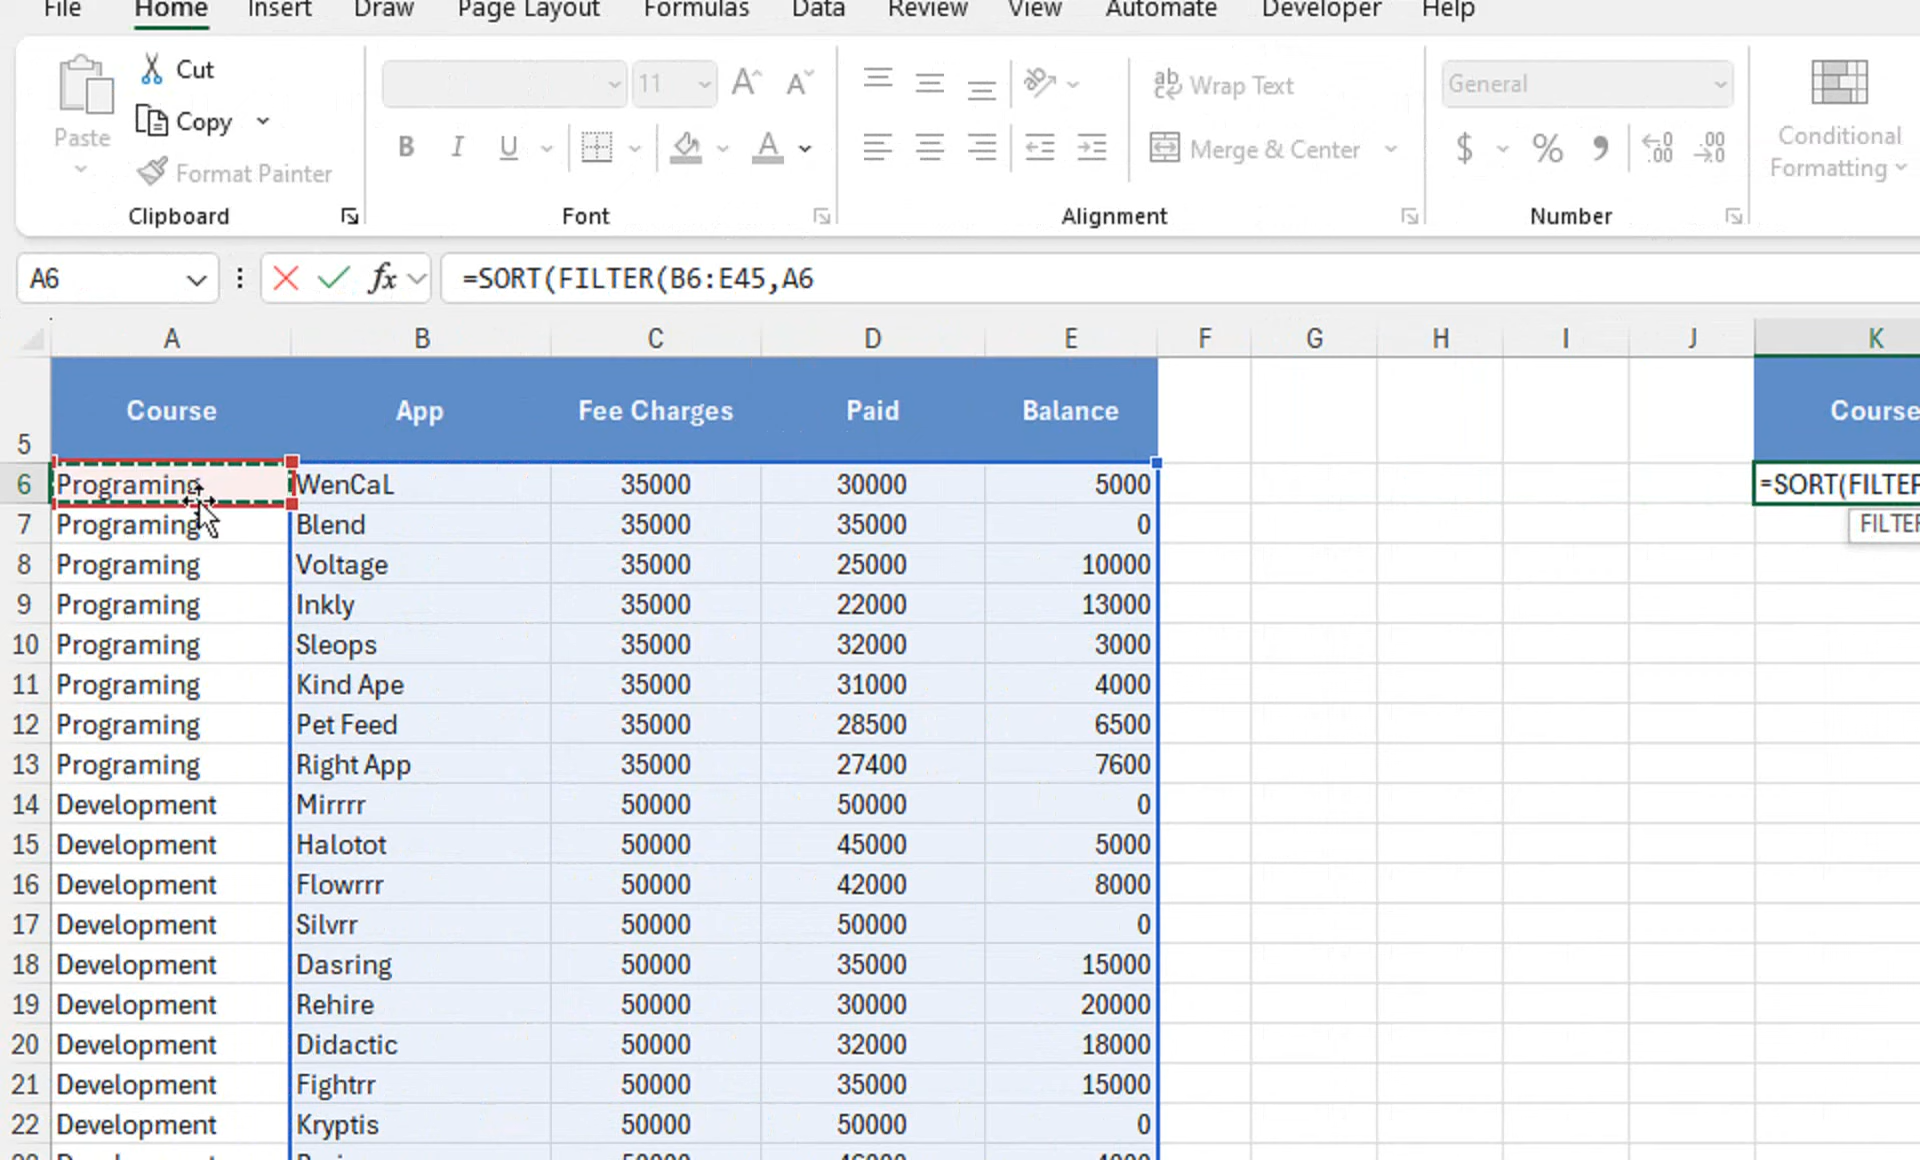 File Home Insert Draw Page Layout Formulas Data Review View Automate Developer Help
Paste
Cut
Copy
Format Painter
Clipboard
11
B I U
Font
Wrap Text
Merge & Center
Alignment
General
$ % 9
Number
Conditional
Formatting
A6 fx =SORT(FILTER(B6:E45,A6
A B C D E F G H I J K
5 Course App Fee Charges Paid Balance Course
6 Programing WenCaL 35000 30000 5000 =SORT(FILTER
7 Programing Blend 35000 35000 0 FILTER
8 Programing Voltage 35000 25000 10000
9 Programing Inkly 35000 22000 13000
10 Programing Sleops 35000 32000 3000
11 Programing Kind Ape 35000 31000 4000
12 Programing Pet Feed 35000 28500 6500
13 Programing Right App 35000 27400 7600
14 Development Mirrrr 50000 50000 0
15 Development Halotot 50000 45000 5000
16 Development Flowrrr 50000 42000 8000
17 Development Silvrr 50000 50000 0
18 Development Dasring 50000 35000 15000
19 Development Rehire 50000 30000 20000
20 Development Didactic 50000 32000 18000
21 Development Fightrr 50000 35000 15000
22 Development Kryptis 50000 50000 0